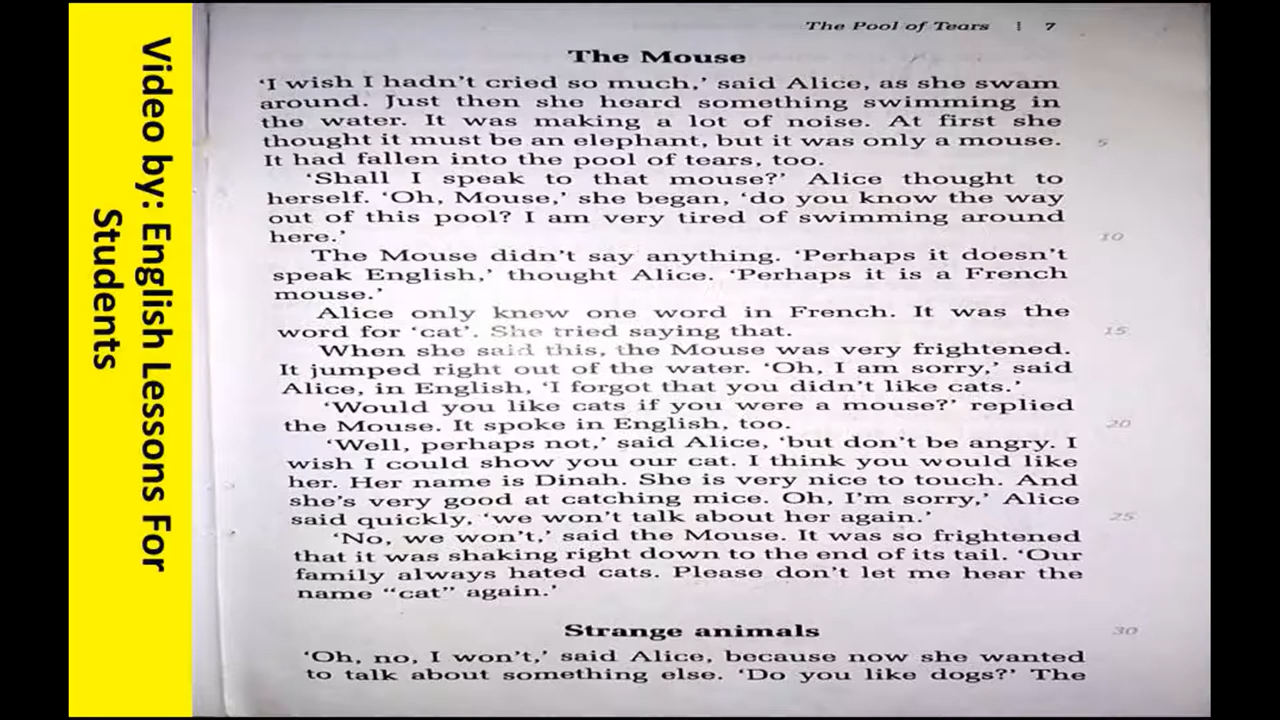 Video by: English Lessons For
Students
The Pool of Tears | 7
The Mouse
‘I wish I hadn’t cried so much,’ said Alice, as she swam
around. Just then she heard something swimming in
the water. It was making a lot of noise. At first she
thought it must be an elephant, but it was only a mouse.
5
It had fallen into the pool of tears, too.
‘Shall I speak to that mouse?’ Alice thought to
herself. ‘Oh, Mouse,’ she began, ‘do you know the way
out of this pool? I am very tired of swimming around
here.’
10
The Mouse didn’t say anything. ‘Perhaps it doesn’t
speak English,’ thought Alice. ‘Perhaps it is a French
mouse.’
Alice only knew one word in French. It was the
word for ‘cat’. She tried saying that.
15
When she said this, the Mouse was very frightened.
It jumped right out of the water. ‘Oh, I am sorry,’ said
Alice, in English, ‘I forgot that you didn’t like cats.’
‘Would you like cats if you were a mouse?’ replied
the Mouse. It spoke in English, too.
20
‘Well, perhaps not,’ said Alice, ‘but don’t be angry. I
wish I could show you our cat. I think you would like
her. Her name is Dinah. She is very nice to touch. And
she’s very good at catching mice. Oh, I’m sorry,’ Alice
said quickly, ‘we won’t talk about her again.’
25
‘No, we won’t,’ said the Mouse. It was so frightened
that it was shaking right down to the end of its tail. ‘Our
family always hated cats. Please don’t let me hear the
name “cat” again.’
Strange animals
30
‘Oh, no, I won’t,’ said Alice, because now she wanted
to talk about something else. ‘Do you like dogs?’ The